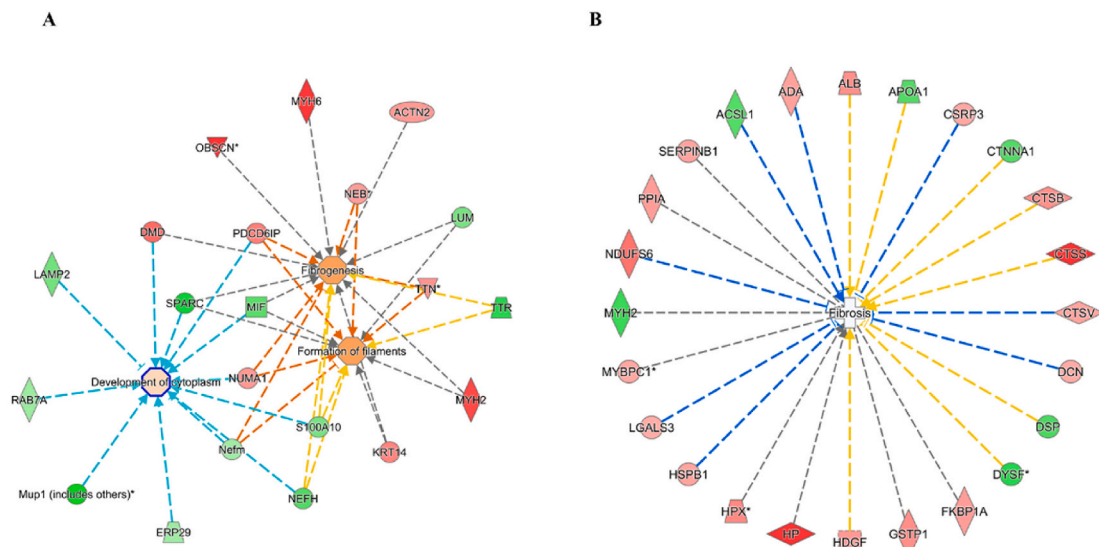 A
MYH6
ACTN2
OBSCN*
NEB*
LUM
DMD
PDCD6IP
LAMP2
Fibrogenesis
TTN*
SPARC
MIF
TTR
Formation of filaments
Development of cytoplasm
NUMA1
RAB7A
MYH2
S100A10
Nefm
KRT14
Mup1 (includes others)*
NEFH
ERP29
B
ALB
ADA
APOA1
ACSL1
CSRP3
SERPINB1
CTNNA1
PPIA
CTSB
NDUFS6
CTSS
MYH2
Fibrosis
CTSV
MYBPC1*
DCN
LGALS3
DSP
HSPB1
DYSF*
HPX*
FKBP1A
HP
HDGF
GSTP1